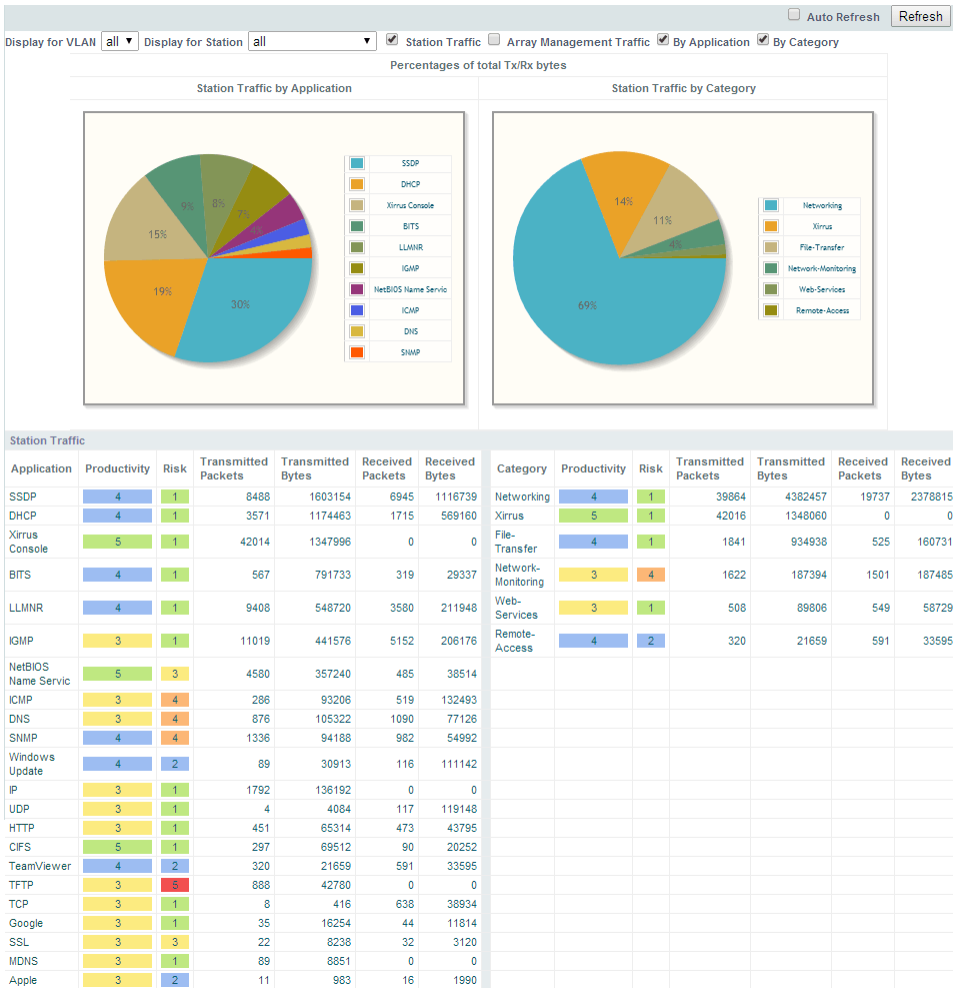 Auto Refresh Refresh
Display for VLAN all Display for Station all Station Traffic Array Management Traffic By Application By Category
Percentages of total Tx/Rx bytes
Station Traffic by Application Station Traffic by Category
9%
8%
7%
4%
15%
19%
30%
SSDP
DHCP
Xirrus Console
BITS
LLMNR
IGMP
NetBIOS Name Servic
ICMP
DNS
SNMP
14%
11%
4%
69%
Networking
Xirrus
File-Transfer
Network-Monitoring
Web-Services
Remote-Access
Station Traffic
Application Productivity Risk Transmitted Packets Transmitted Bytes Received Packets Received Bytes
SSDP 4 1 8488 1603154 6945 1116739
DHCP 4 1 3571 1174463 1715 569160
Xirrus Console 5 1 42014 1347996 0 0
BITS 4 1 567 791733 319 29337
LLMNR 4 1 9408 548720 3580 211948
IGMP 3 1 11019 441576 5152 206176
NetBIOS Name Servic 5 3 4580 357240 485 38514
ICMP 3 4 286 93206 519 132493
DNS 3 4 876 105322 1090 77126
SNMP 4 4 1336 94188 982 54992
Windows Update 4 2 89 30913 116 111142
IP 3 1 1792 136192 0 0
UDP 3 1 4 4084 117 119148
HTTP 3 1 451 65314 473 43795
CIFS 5 1 297 69512 90 20252
TeamViewer 4 2 320 21659 591 33595
TFTP 3 5 888 42780 0 0
TCP 3 1 8 416 638 38934
Google 3 1 35 16254 44 11814
SSL 3 3 22 8238 32 3120
MDNS 3 1 89 8851 0 0
Apple 3 2 11 983 16 1990
Category Productivity Risk Transmitted Packets Transmitted Bytes Received Packets Received Bytes
Networking 4 1 39864 4382457 19737 2378815
Xirrus 5 1 42016 1348060 0 0
File-Transfer 4 1 1841 934938 525 160731
Network-Monitoring 3 4 1622 187394 1501 187485
Web-Services 3 1 508 89806 549 58729
Remote-Access 4 2 320 21659 591 33595